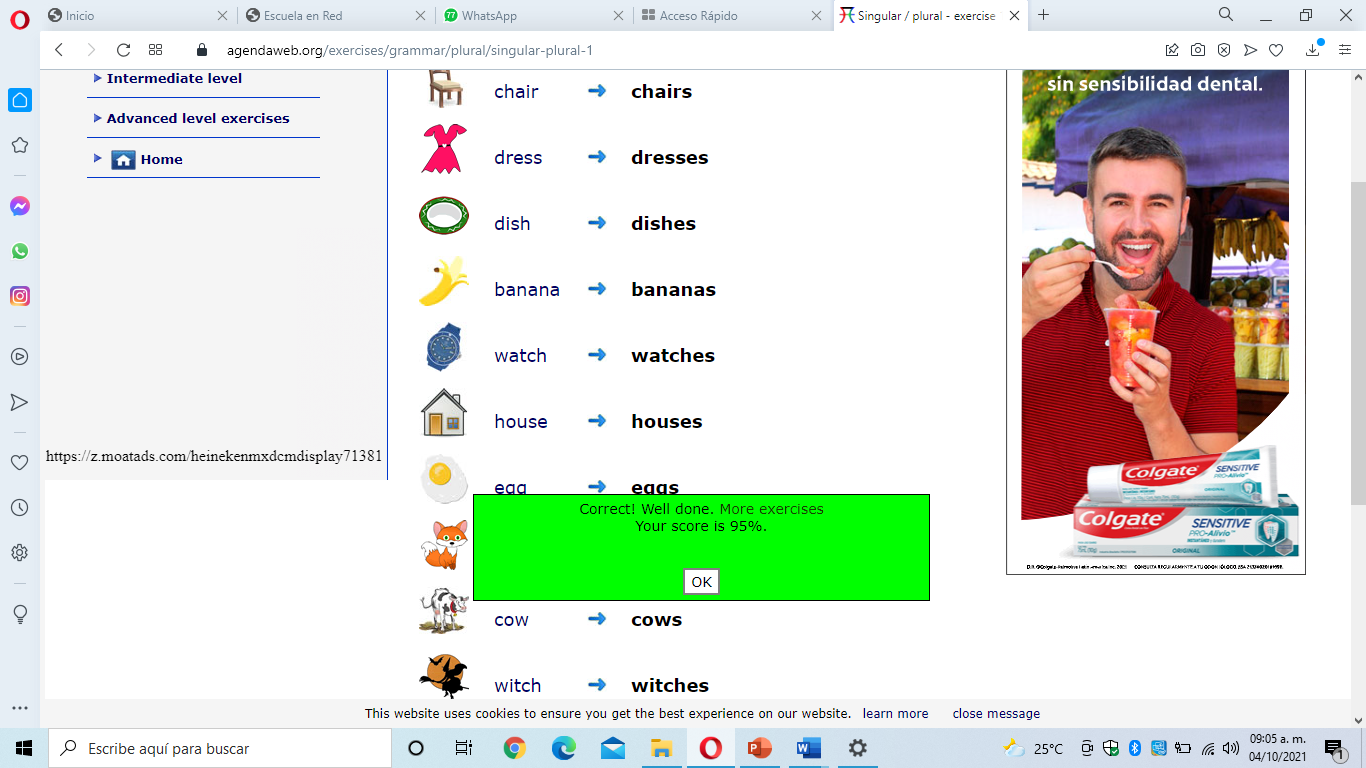 Inicio
Escuela en Red
77 WhatsApp
Acceso Rápido
Singular / plural - exercise
agendaweb.org/exercises/grammar/plural/singular-plural-1
Intermediate level
Advanced level exercises
Home
https://z.moatads.com/heinekenmxdcmdisplay71381
chair chairs
dress dresses
dish dishes
banana bananas
watch watches
house houses
egg eggs
Correct! Well done. More exercises
Your score is 95%.
OK
cow cows
witch witches
sin sensibilidad dental.
Colgate SENSITIVE
PRO-Alivio
Colgate SENSITIVE
PRO-Alivio
ORIGINAL
This website uses cookies to ensure you get the best experience on our website. learn more close message
Escribe aquí para buscar
25°C
09:05 a. m.
04/10/2021
1